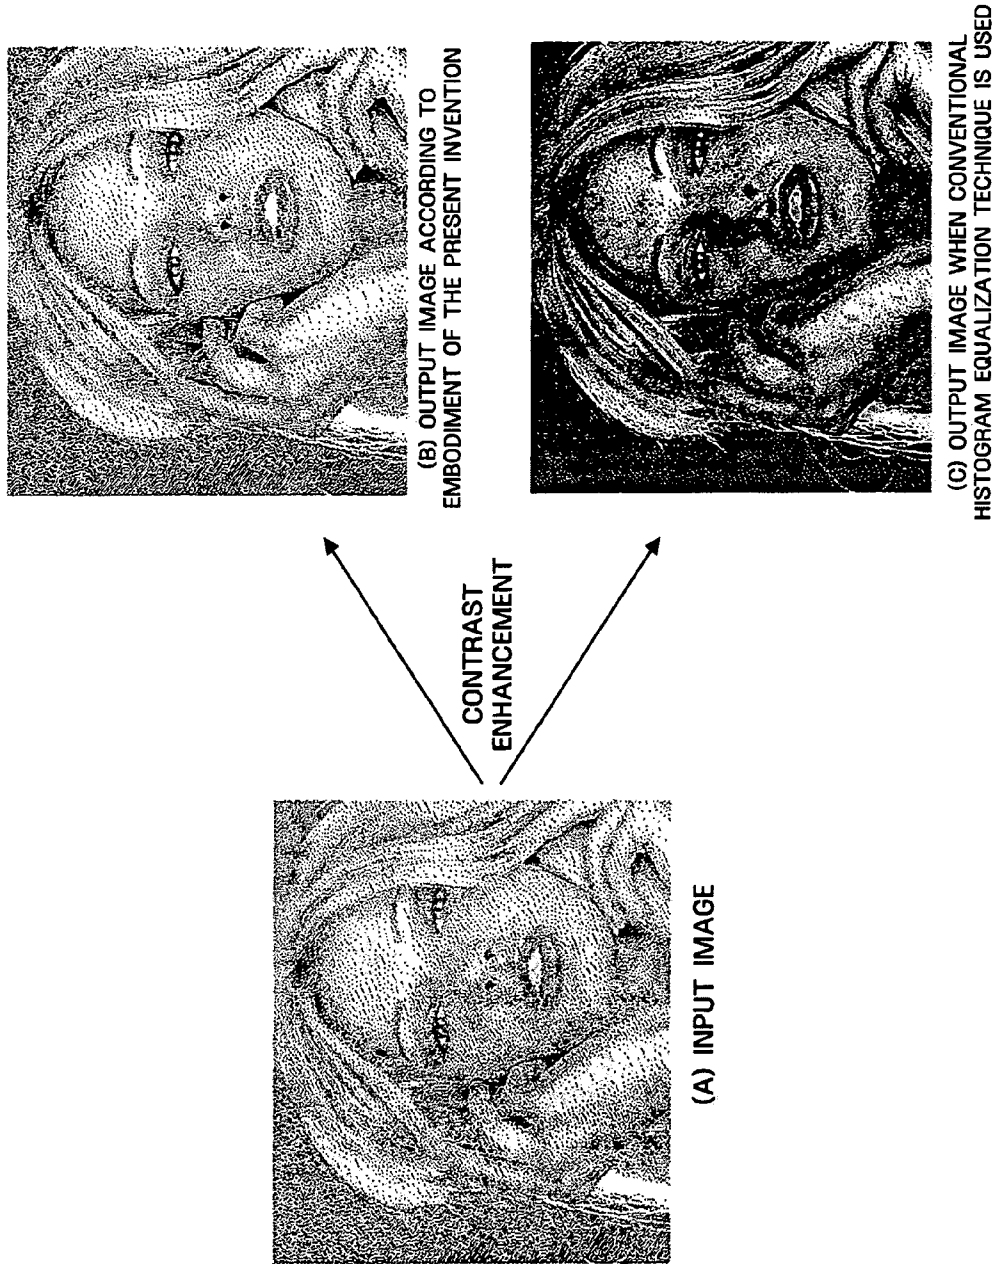 (A) INPUT IMAGE
CONTRAST
ENHANCEMENT
(B) OUTPUT IMAGE ACCORDING TO
EMBODIMENT OF THE PRESENT INVENTION
(C) OUTPUT IMAGE WHEN CONVENTIONAL
HISTOGRAM EQUALIZATION TECHNIQUE IS USED